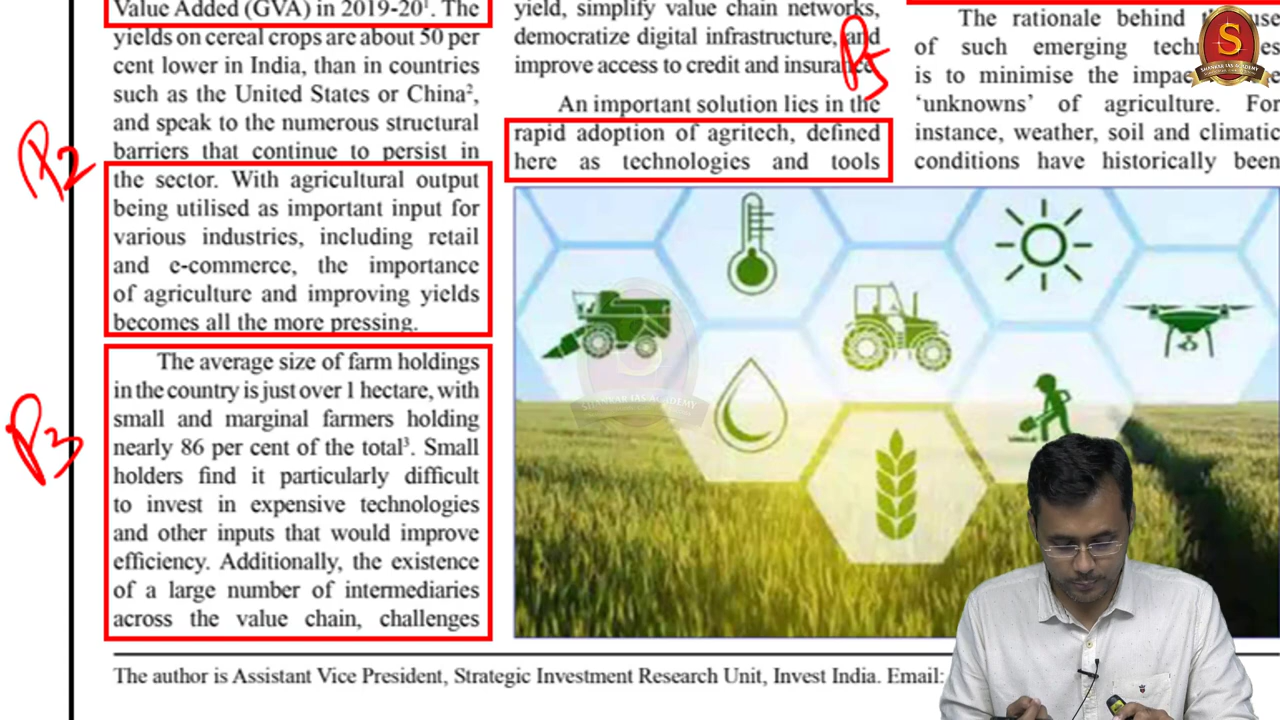 Value Added (GVA) in 2019-20¹. The
yields on cereal crops are about 50 per
cent lower in India, than in countries
such as the United States or China²,
and speak to the numerous structural
barriers that continue to persist in
the sector. With agricultural output
being utilised as important input for
various industries, including retail
and e-commerce, the importance
of agriculture and improving yields
becomes all the more pressing.
The average size of farm holdings
in the country is just over 1 hectare, with
small and marginal farmers holding
nearly 86 per cent of the total³. Small
holders find it particularly difficult
to invest in expensive technologies
and other inputs that would improve
efficiency. Additionally, the existence
of a large number of intermediaries
across the value chain, challenges
P2
P3
yield, simplify value chain networks,
democratize digital infrastructure, and
improve access to credit and insurance
An important solution lies in the
rapid adoption of agritech, defined
here as technologies and tools
P5
The rationale behind the use
of such emerging
is to minimise the
‘unknowns’ of agriculture. For
instance, weather, soil and climatic
conditions have historically been
S
SHANKAR IAS ACADEMY
SHANKAR IAS ACADEMY
The author is Assistant Vice President, Strategic Investment Research Unit, Invest India. Email: